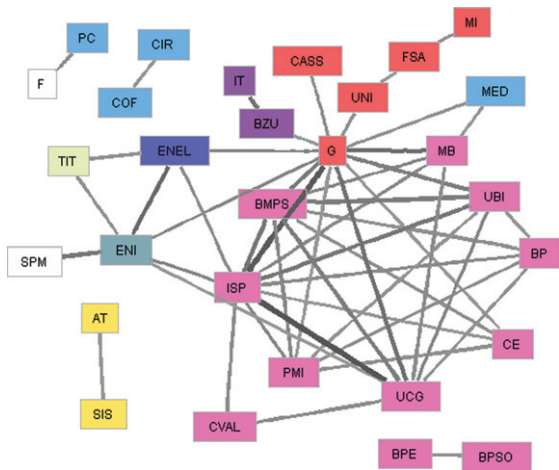 MI
PC
CIR
CASS
FSA
F
IT
UNI
MED
COF
BZU
TIT
ENEL
G
MB
BMPS
UBI
SPM
ENI
BP
ISP
AT
CE
PMI
UCG
SIS
CVAL
BPE
BPSO